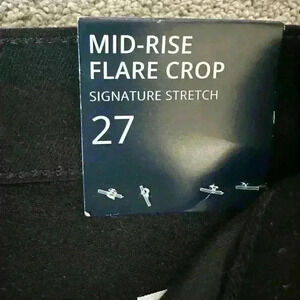 MID-RISE
FLARE CROP
SIGNATURE STRETCH
27